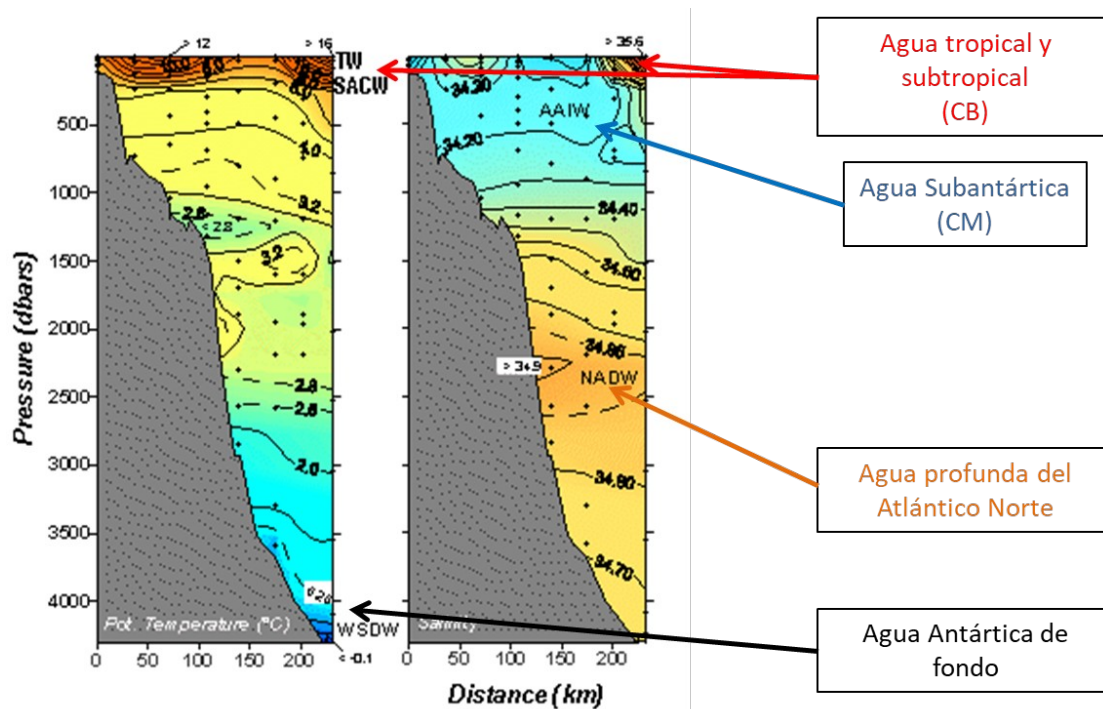 > 12
> 16
TW
SACW
> 35.6
34.20
AAIW
34.20
34.40
34.60
34.86
> 34.9
NADW
34.80
34.70
Salinity
3.2
2.8
< 2.8
3.2
2.8
2.6
2.0
Pot. Temperature (°C)
WSDW
< -0.1
Pressure (dbars)
500
1000
1500
2000
2500
3000
3500
4000
0 50 100 150 200
0 50 100 150 200
Distance (km)
Agua tropical y
subtropical
(CB)
Agua Subantártica
(CM)
Agua profunda del
Atlántico Norte
Agua Antártica de
fondo